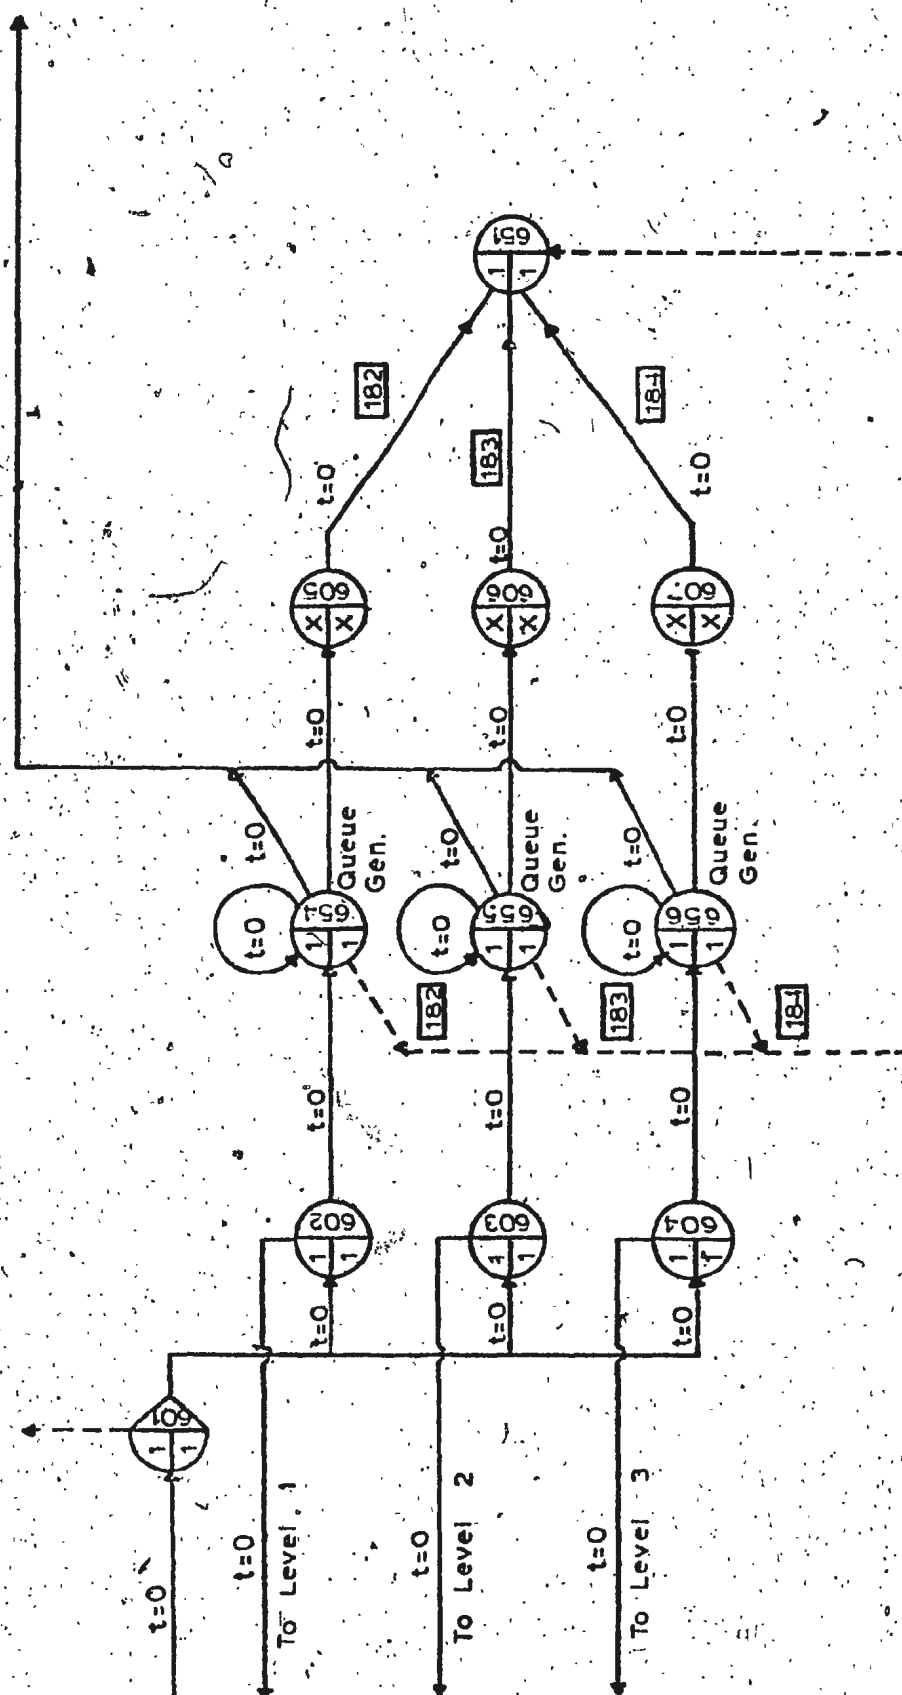 1
651
1
1
182
183
184
t=0
t=0
t=0
605
X
X
606
X
X
607
X
X
t=0
t=0
t=0
t=0
t=0
t=0
Queue
Gen.
Queue
Gen.
Queue
Gen.
t=0
654
1
1
t=0
655
1
1
t=0
656
1
1
182
183
184
t=0
t=0
t=0
602
1
1
603
1
1
604
1
1
t=0
t=0
t=0
601
1
1
t=0
t=0
To Level 1
t=0
To Level 2
t=0
To Level 3